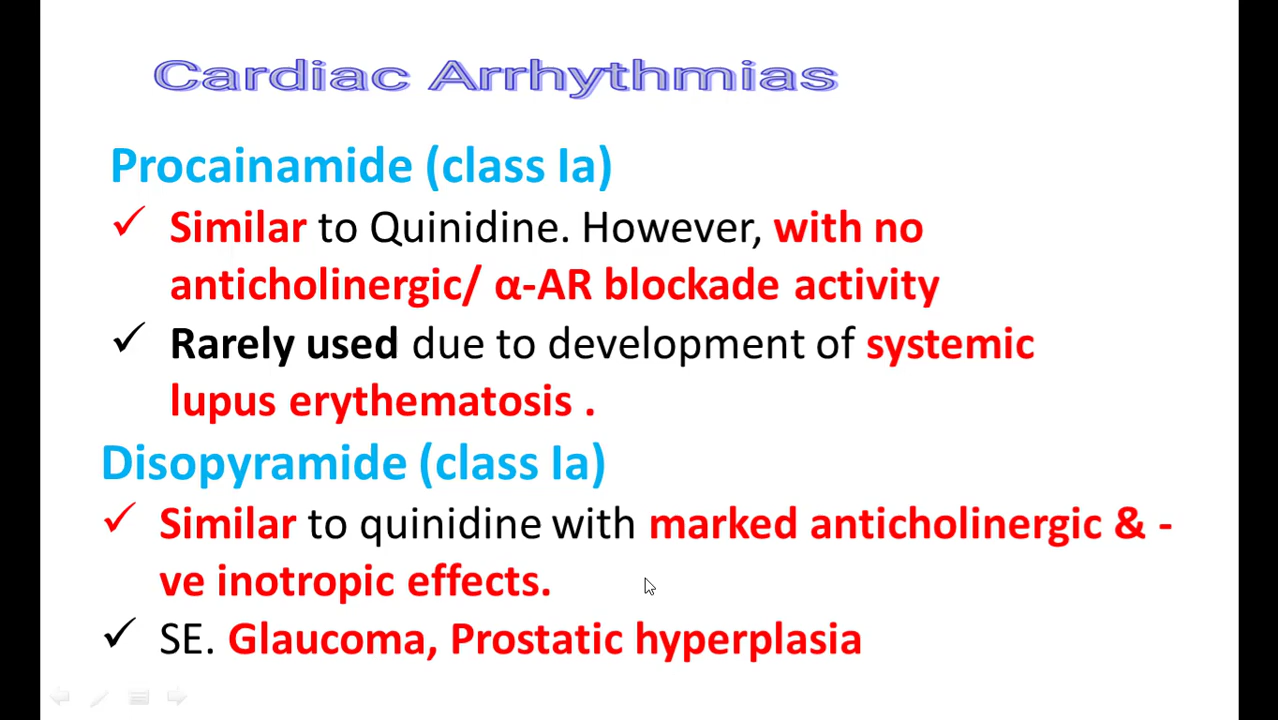 Cardiac Arrhythmias
Procainamide (class Ia)
✓ Similar to Quinidine. However, with no
anticholinergic/ α-AR blockade activity
✓ Rarely used due to development of systemic
lupus erythematosis .
Disopyramide (class Ia)
✓ Similar to quinidine with marked anticholinergic & -
ve inotropic effects.
✓ SE. Glaucoma, Prostatic hyperplasia